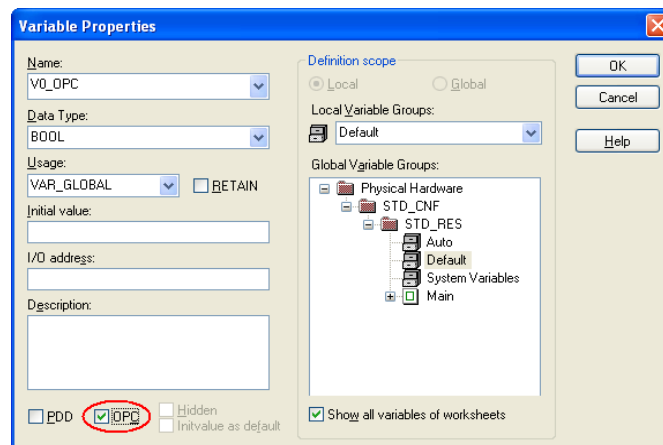 Variable Properties
Name:
V0_OPC
Data Type:
BOOL
Usage:
VAR_GLOBAL
RETAIN
Initial value:
I/O address:
Description:
PDD
OPC
Hidden
Initvalue as default
Definition scope
Local
Global
Local Variable Groups:
Default
Global Variable Groups:
Physical Hardware
STD_CNF
STD_RES
Auto
Default
System Variables
Main
Show all variables of worksheets
OK
Cancel
Help